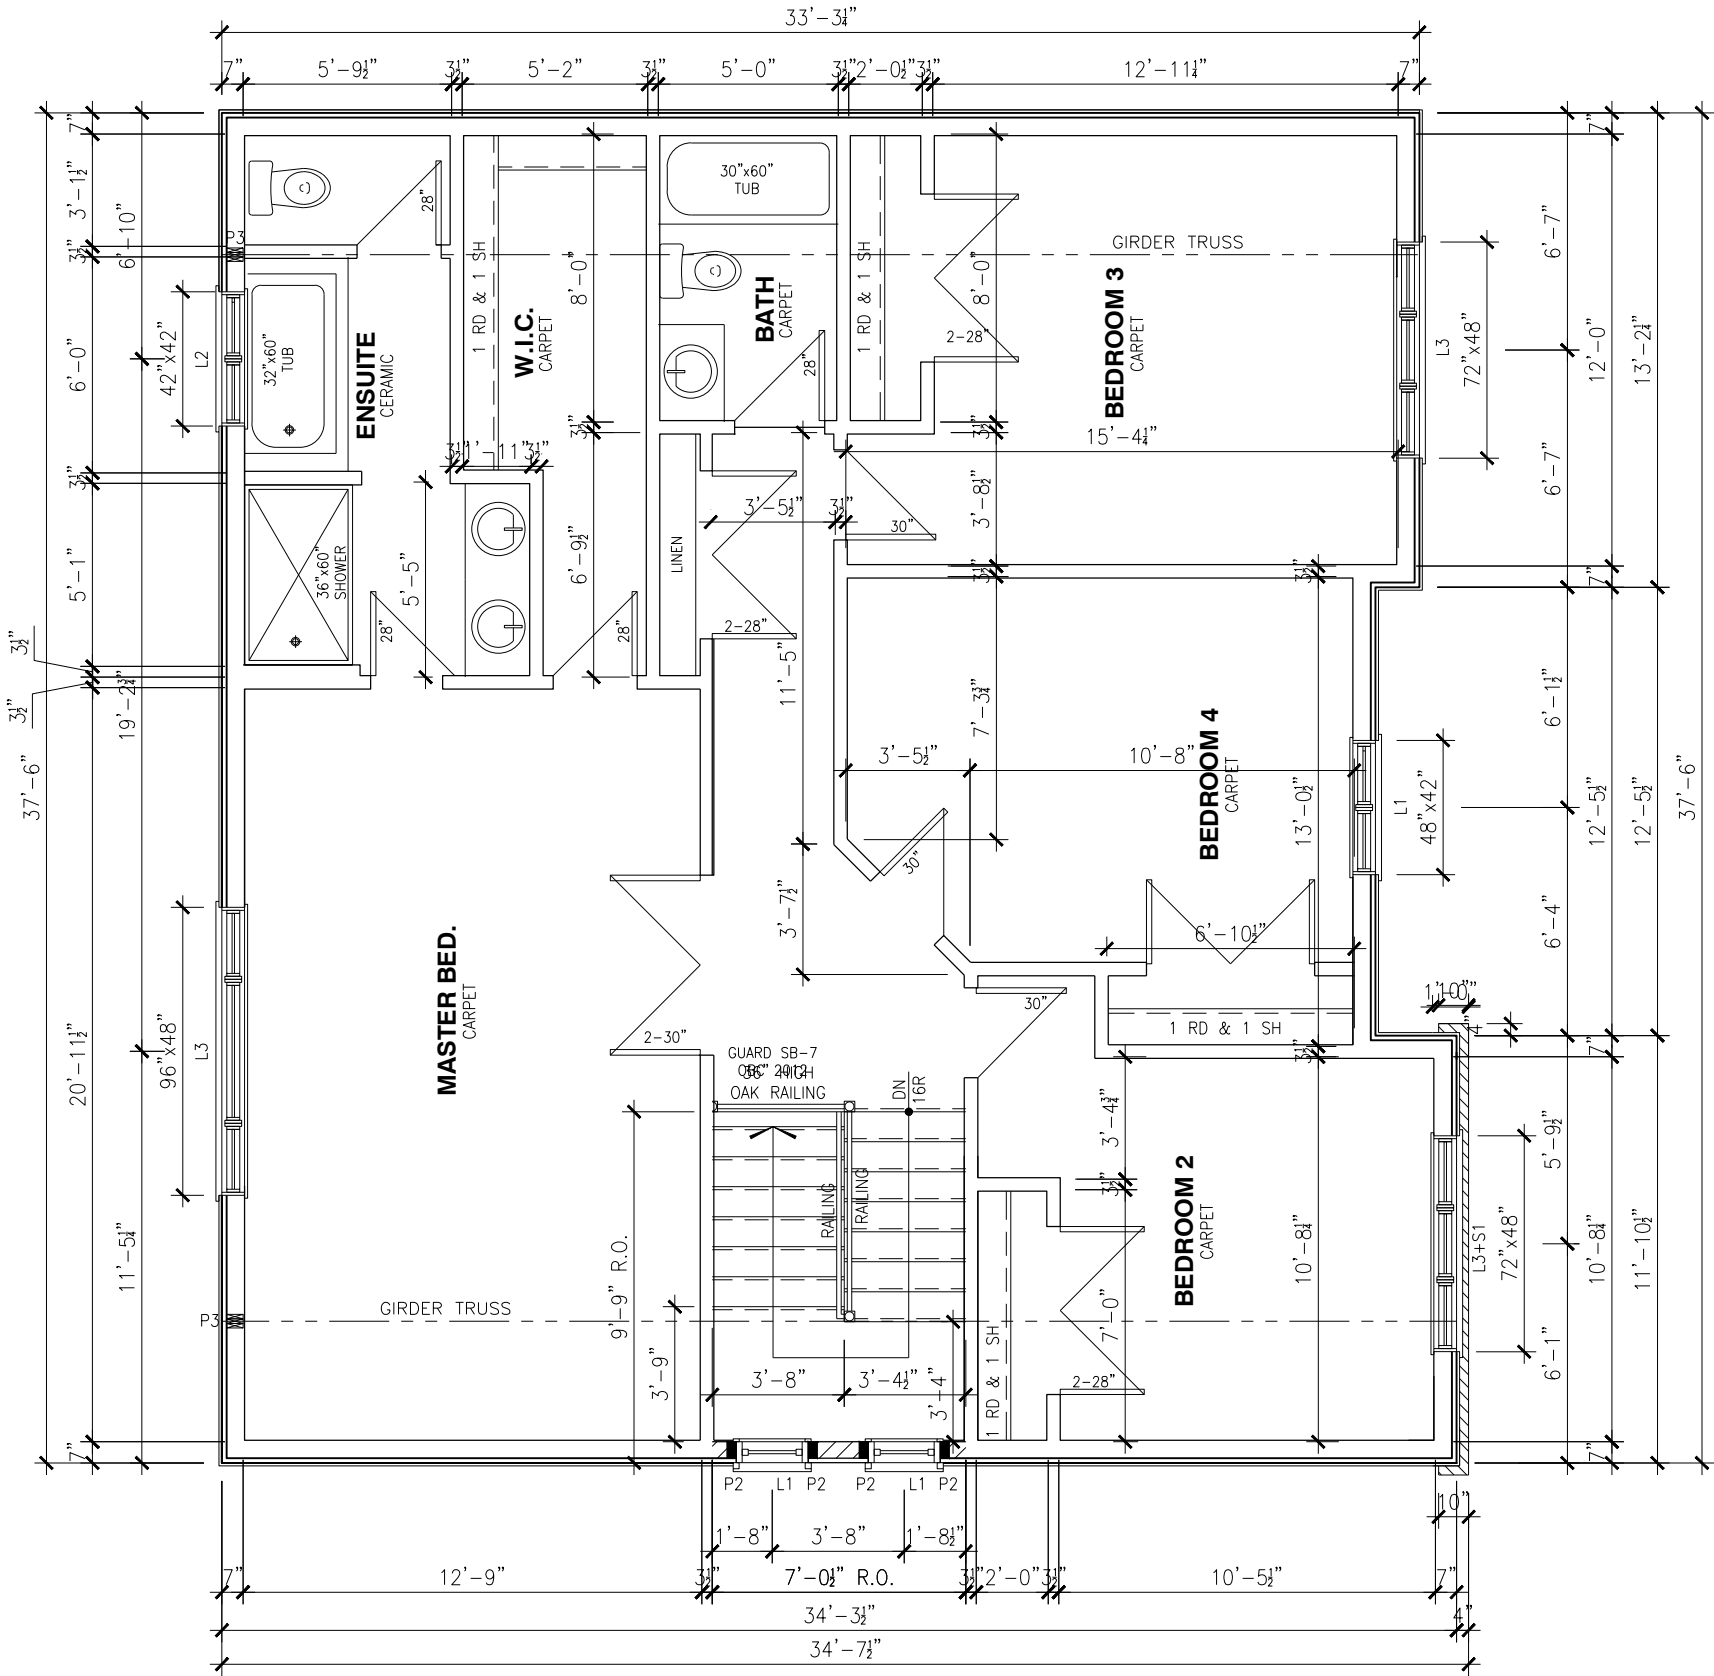 33'-3¼"
7" 5'-9½" 3½" 5'-2" 3½" 5'-0" 3½" 2'-0½" 3½" 12'-11¼" 7"
7"
3'-1½"
3½"
6'-0"
3½"
5'-1"
3½"
3½"
20'-11½"
7"
37'-6"
6'-10"
19'-2¾"
11'-5¼"
42"x42"
L2
96"x48"
L3
P3
P3
28"
32"x60"
TUB
ENSUITE
CERAMIC
36"x60"
SHOWER
28"
5'-5"
3½" 1'-11" 3½"
1 RD & 1 SH
W.I.C.
CARPET
8'-0"
3½"
6'-9½"
28"
30"x60"
TUB
BATH
CARPET
28"
LINEN
2-28"
3'-5½" 3½"
11'-5"
3'-7½"
1 RD & 1 SH
2-28"
GIRDER TRUSS
BEDROOM 3
CARPET
8'-0"
3½"
15'-4¼"
3'-8½"
3½"
30"
7'-3¾"
3½"
3'-5½" 10'-8"
BEDROOM 4
CARPET
13'-0½"
30"
6'-10½"
1 RD & 1 SH
3½"
30"
MASTER BED.
CARPET
2-30"
GUARD SB-7
OBC 2012
36" HIGH
OAK RAILING
DN
16R
RAILING
RAILING
9'-9" R.O.
3'-9"
3'-8" 3'-4½"
3'-4"
GIRDER TRUSS
3'-4¾"
3½"
7'-0"
BEDROOM 2
CARPET
10'-8¼"
1 RD & 1 SH
2-28"
L3
72"x48"
L1
48"x42"
L3+S1
72"x48"
1'-0"
10"
4"
6'-7"
6'-7"
6'-1½"
6'-4"
5'-9½"
6'-1"
7"
12'-0"
7"
12'-5½"
7"
10'-8¼"
7"
13'-2¼"
12'-5½"
11'-10½"
37'-6"
P2 L1 P2 P2 L1 P2
10"
1'-8" 3'-8" 1'-8½"
7" 12'-9" 3½" 7'-0½" R.O. 3½" 2'-0" 3½" 10'-5½" 7"
34'-3½" 4"
34'-7½"